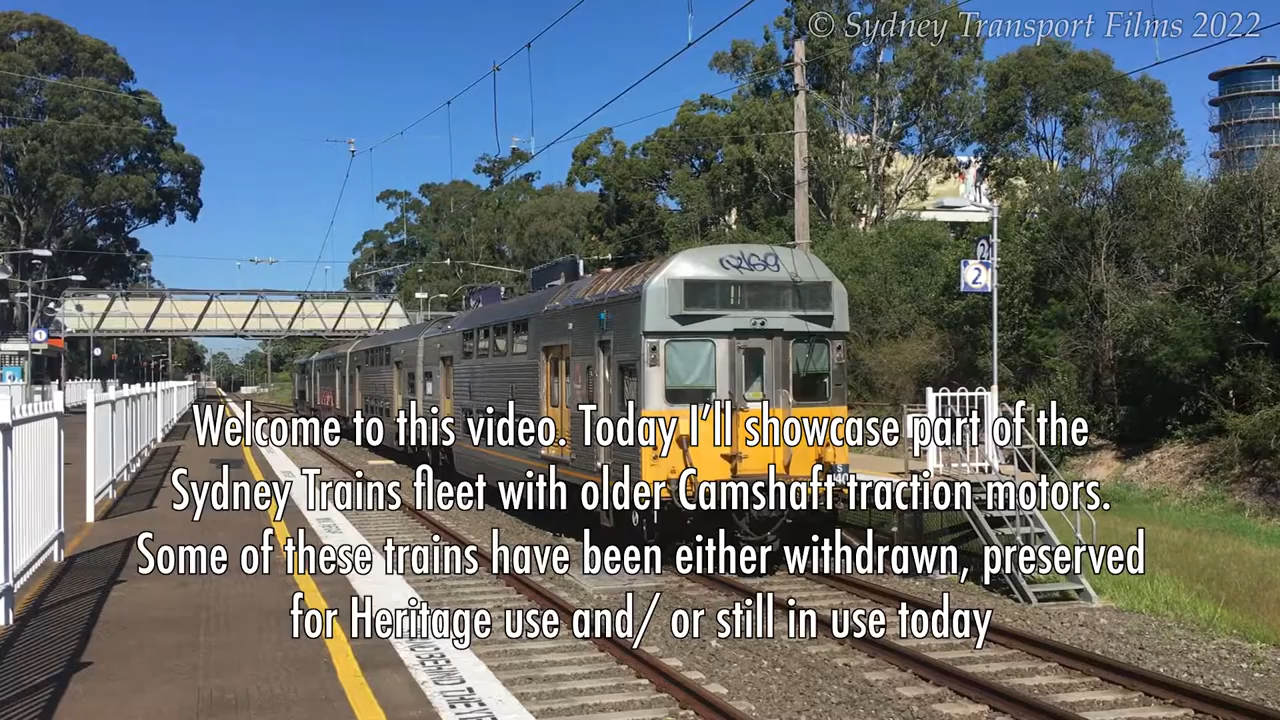 © Sydney Transport Films 2022
2
1
Welcome to this video. Today I'll showcase part of the
Sydney Trains fleet with older Camshaft traction motors.
Some of these trains have been either withdrawn, preserved
for Heritage use and/ or still in use today